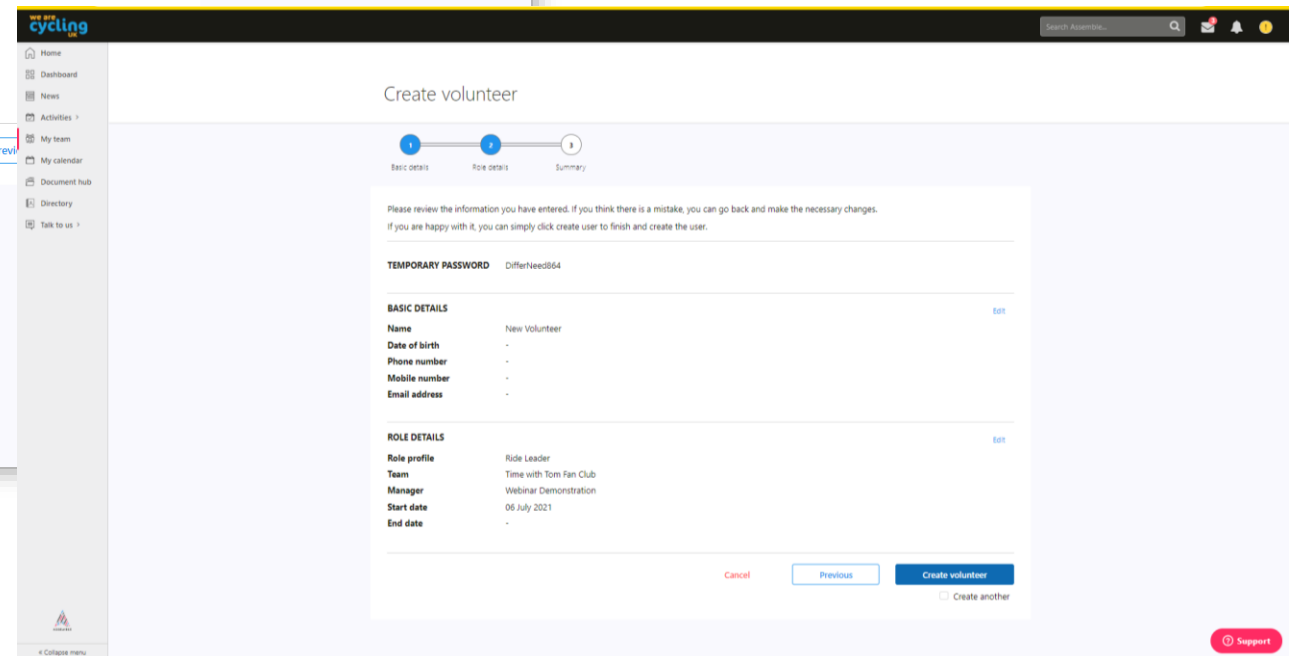 we are
cycling
UK
Search Assemble...
3
!
Home
Dashboard
News
Activities >
My team
My calendar
Document hub
Directory
Talk to us >
« Collapse menu
Create volunteer
1
2
3
Basic details
Role details
Summary
Please review the information you have entered. If you think there is a mistake, you can go back and make the necessary changes.
If you are happy with it, you can simply click create user to finish and create the user.
TEMPORARY PASSWORD DifferNeed864
BASIC DETAILS Edit
Name New Volunteer
Date of birth -
Phone number -
Mobile number -
Email address -
ROLE DETAILS Edit
Role profile Ride Leader
Team Time with Tom Fan Club
Manager Webinar Demonstration
Start date 06 July 2021
End date -
Cancel Previous Create volunteer
Create another
Support